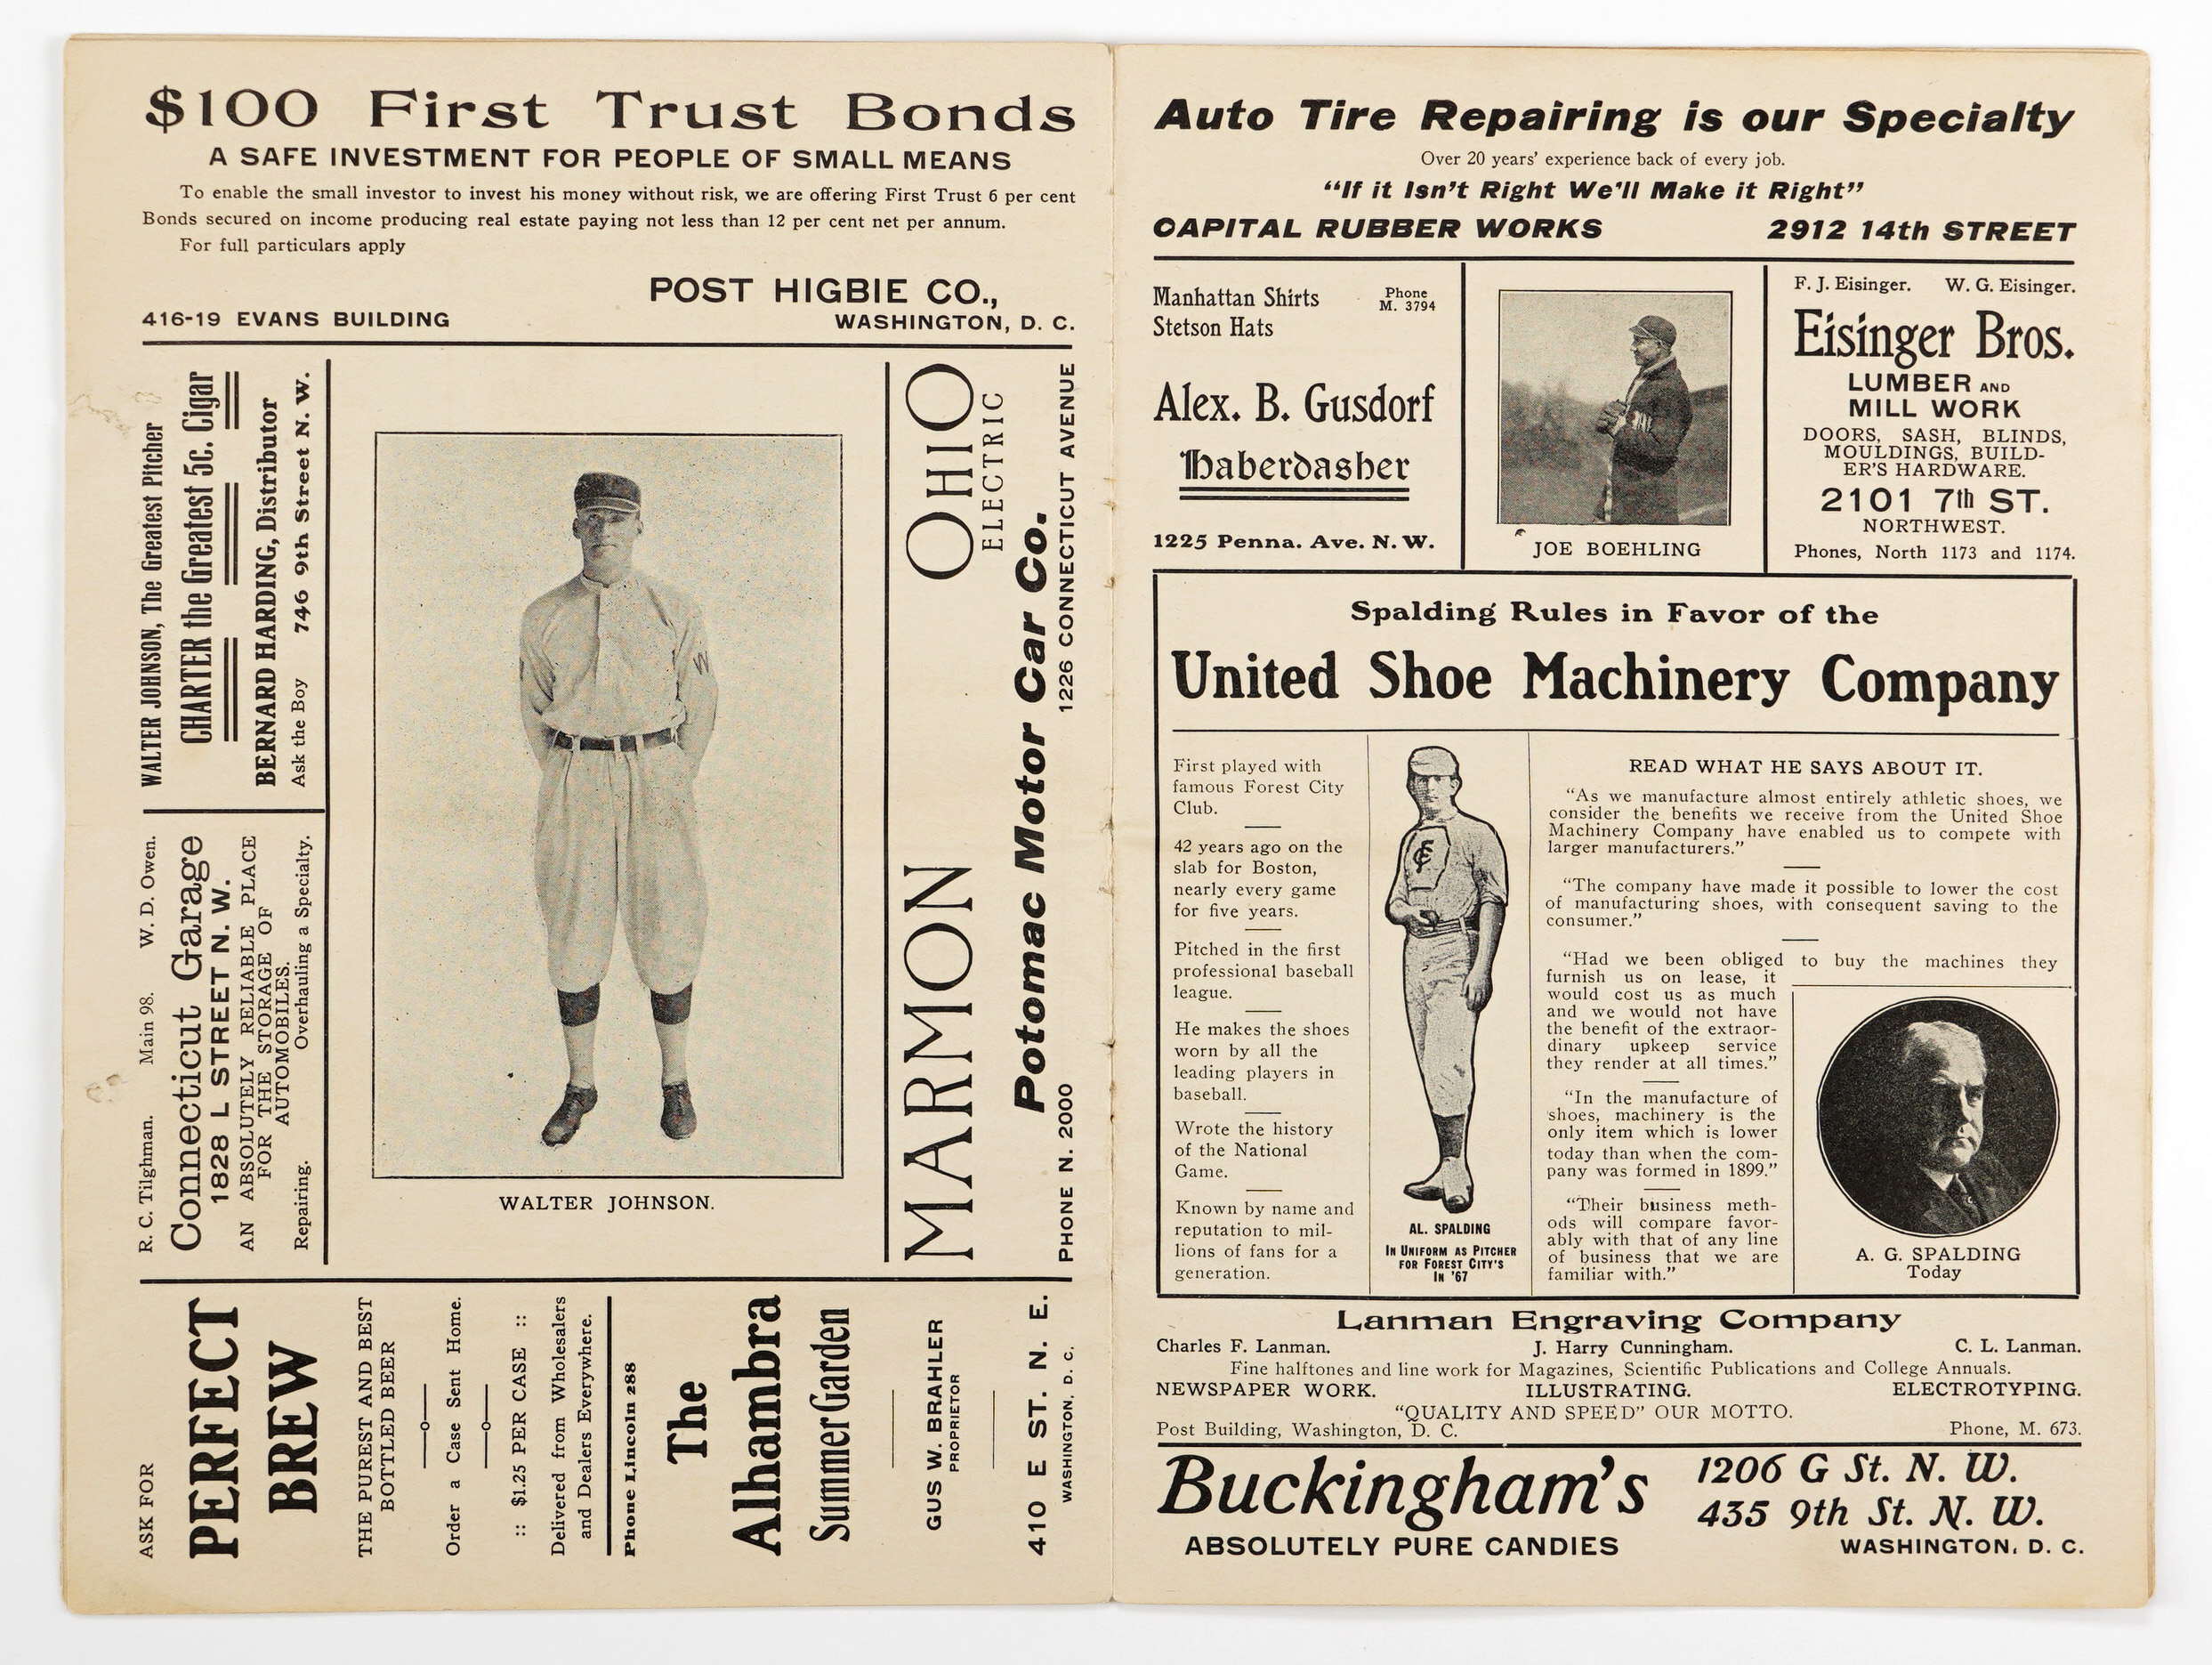 $100 First Trust Bonds
A SAFE INVESTMENT FOR PEOPLE OF SMALL MEANS
To enable the small investor to invest his money without risk, we are offering First Trust 6 per cent
Bonds secured on income producing real estate paying not less than 12 per cent net per annum.
For full particulars apply
POST HIGBIE CO.,
416-19 EVANS BUILDING WASHINGTON, D. C.
WALTER JOHNSON, The Greatest Pitcher
CHARTER the Greatest 5c. Cigar
BERNARD HARDING, Distributor
Ask the Boy 746 9th Street N. W.
R. C. Tilghman. Main 98. W. D. Owen.
Connecticut Garage
1828 L STREET N. W.
AN ABSOLUTELY RELIABLE PLACE
FOR THE STORAGE OF
AUTOMOBILES.
Repairing. Overhauling a Specialty.
W
WALTER JOHNSON.
MARMON OHIO
ELECTRIC
Potomac Motor Car Co.
PHONE N. 2000 1226 CONNECTICUT AVENUE
ASK FOR
PERFECT
BREW
THE PUREST AND BEST
BOTTLED BEER
Order a Case Sent Home.
:: $1.25 PER CASE ::
Delivered from Wholesalers
and Dealers Everywhere.
Phone Lincoln 288
The
Alhambra
Summer Garden
GUS W. BRAHLER
PROPRIETOR
410 E ST. N. E.
WASHINGTON, D. C.
Auto Tire Repairing is our Specialty
Over 20 years' experience back of every job.
"If it Isn't Right We'll Make it Right"
CAPITAL RUBBER WORKS 2912 14th STREET
Manhattan Shirts
Stetson Hats
Phone
M. 3794
Alex. B. Gusdorf
Haberdasher
1225 Penna. Ave. N. W.
JOE BOEHLING
F. J. Eisinger. W. G. Eisinger.
Eisinger Bros.
LUMBER AND
MILL WORK
DOORS, SASH, BLINDS,
MOULDINGS, BUILD-
ER'S HARDWARE.
2101 7th ST.
NORTHWEST.
Phones, North 1173 and 1174.
Spalding Rules in Favor of the
United Shoe Machinery Company
First played with
famous Forest City
Club.
42 years ago on the
slab for Boston,
nearly every game
for five years.
Pitched in the first
professional baseball
league.
He makes the shoes
worn by all the
leading players in
baseball.
Wrote the history
of the National
Game.
Known by name and
reputation to mil-
lions of fans for a
generation.
AL. SPALDING
IN UNIFORM AS PITCHER
FOR FOREST CITY'S
IN '67
READ WHAT HE SAYS ABOUT IT.
"As we manufacture almost entirely athletic shoes, we
consider the benefits we receive from the United Shoe
Machinery Company have enabled us to compete with
larger manufacturers."
"The company have made it possible to lower the cost
of manufacturing shoes, with consequent saving to the
consumer."
"Had we been obliged to buy the machines they
furnish us on lease, it
would cost us as much
and we would not have
the benefit of the extraor-
dinary upkeep service
they render at all times."
"In the manufacture of
shoes, machinery is the
only item which is lower
today than when the com-
pany was formed in 1899."
"Their business meth-
ods will compare favor-
ably with that of any line
of business that we are
familiar with."
A. G. SPALDING
Today
Lanman Engraving Company
Charles F. Lanman. J. Harry Cunningham. C. L. Lanman.
Fine halftones and line work for Magazines, Scientific Publications and College Annuals.
NEWSPAPER WORK. ILLUSTRATING. ELECTROTYPING.
"QUALITY AND SPEED" OUR MOTTO.
Post Building, Washington, D. C. Phone, M. 673.
Buckingham's
ABSOLUTELY PURE CANDIES
1206 G St. N. W.
435 9th St. N. W.
WASHINGTON, D. C.